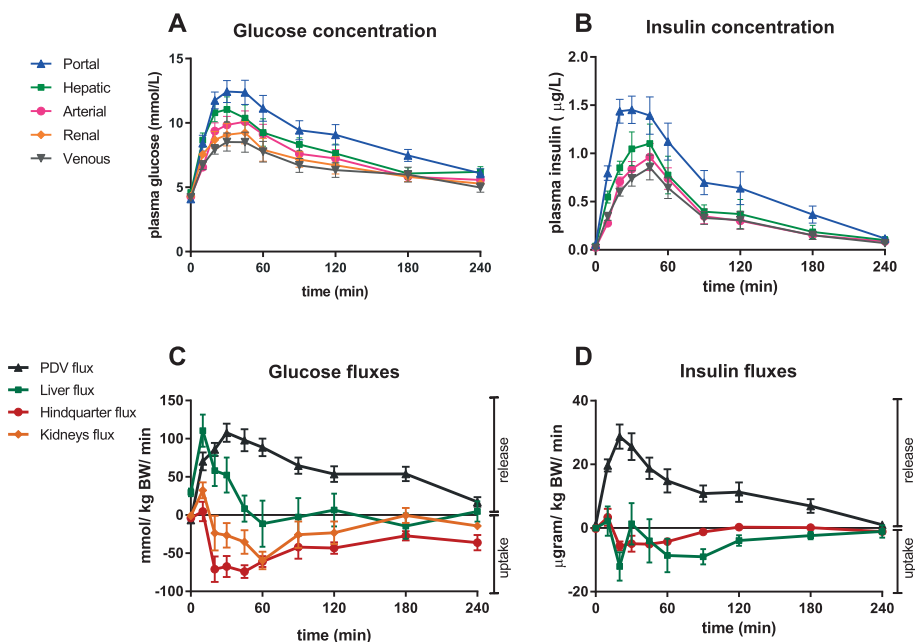 A
Glucose concentration
Portal
Hepatic
Arterial
Renal
Venous
plasma glucose (mmol/L)
15
10
5
0
0 60 120 180 240
time (min)
B
Insulin concentration
plasma insulin ( µg/L)
2.0
1.5
1.0
0.5
0.0
0 60 120 180 240
time (min)
PDV flux
Liver flux
Hindquarter flux
Kidneys flux
C
Glucose fluxes
mmol/ kg BW/ min
150
100
50
0
-50
-100
0 60 120 180 240
time (min)
release
uptake
D
Insulin fluxes
µgram/ kg BW/ min
40
20
0
-20
0 60 120 180 240
time (min)
release
uptake